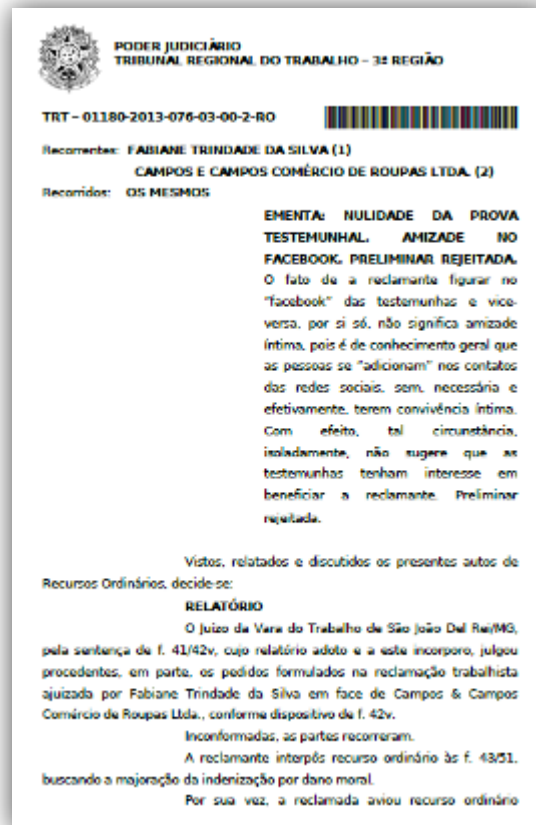 PODER JUDICIÁRIO
TRIBUNAL REGIONAL DO TRABALHO – 3ª REGIÃO
TRT – 01180-2013-076-03-00-2-RO
Recorrentes: FABIANE TRINDADE DA SILVA (1)
CAMPOS E CAMPOS COMÉRCIO DE ROUPAS LTDA. (2)
Recorridos: OS MESMOS
EMENTA: NULIDADE DA PROVA
TESTEMUNHAL. AMIZADE NO
FACEBOOK. PRELIMINAR REJEITADA.
O fato de a reclamante figurar no
"facebook" das testemunhas e vice-
versa, por si só, não significa amizade
íntima, pois é de conhecimento geral que
as pessoas se "adicionam" nos contatos
das redes sociais, sem, necessária e
efetivamente, terem convivência íntima.
Com efeito, tal circunstância,
isoladamente, não sugere que as
testemunhas tenham interesse em
beneficiar a reclamante. Preliminar
rejeitada.
Vistos, relatados e discutidos os presentes autos de
Recursos Ordinários, decide-se:
RELATÓRIO
O Juízo da Vara do Trabalho de São João Del Rei/MG,
pela sentença de f. 41/42v, cujo relatório adoto e a este incorporo, julgou
procedentes, em parte, os pedidos formulados na reclamação trabalhista
ajuizada por Fabiane Trindade da Silva em face de Campos & Campos
Comércio de Roupas Ltda., conforme dispositivo de f. 42v.
Inconformadas, as partes recorreram.
A reclamante interpôs recurso ordinário às f. 43/51,
buscando a majoração da indenização por dano moral.
Por sua vez, a reclamada aviou recurso ordinário